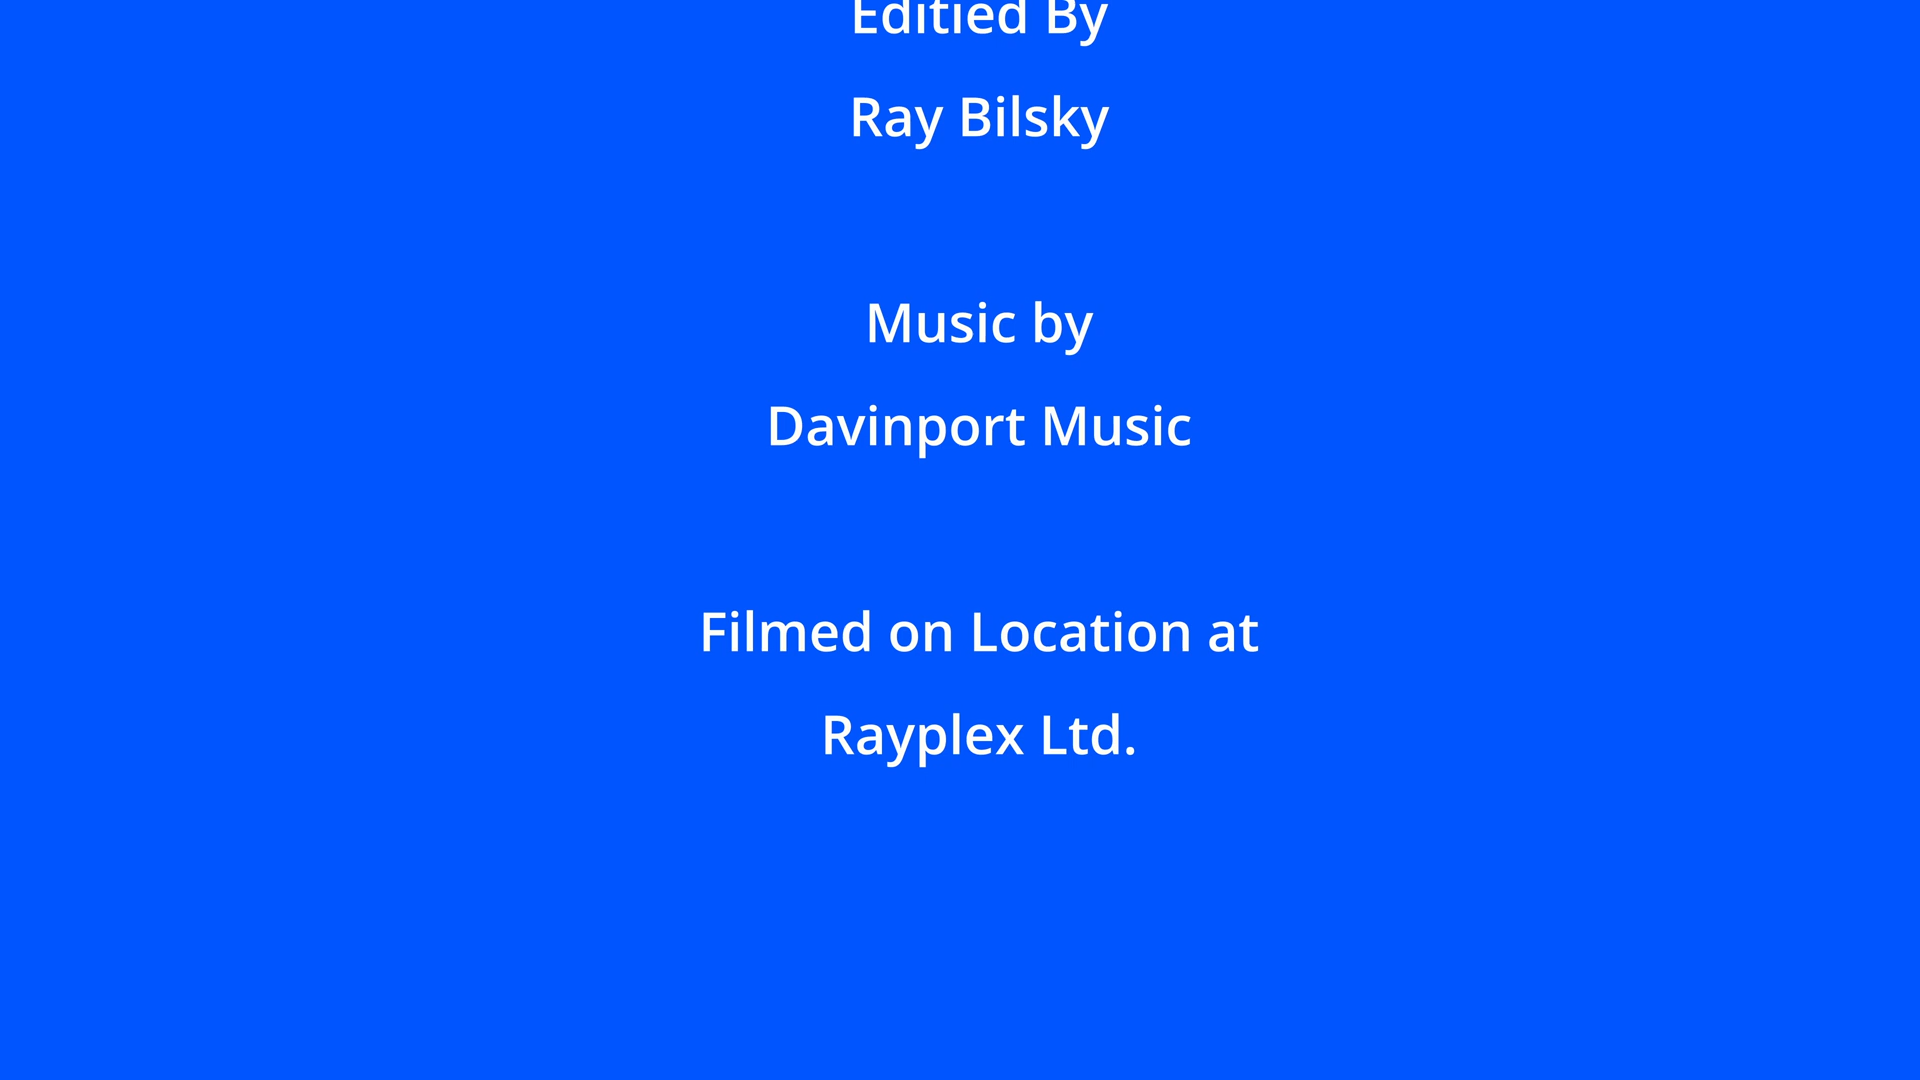 Editied By
Ray Bilsky
Music by
Davinport Music
Filmed on Location at
Rayplex Ltd.